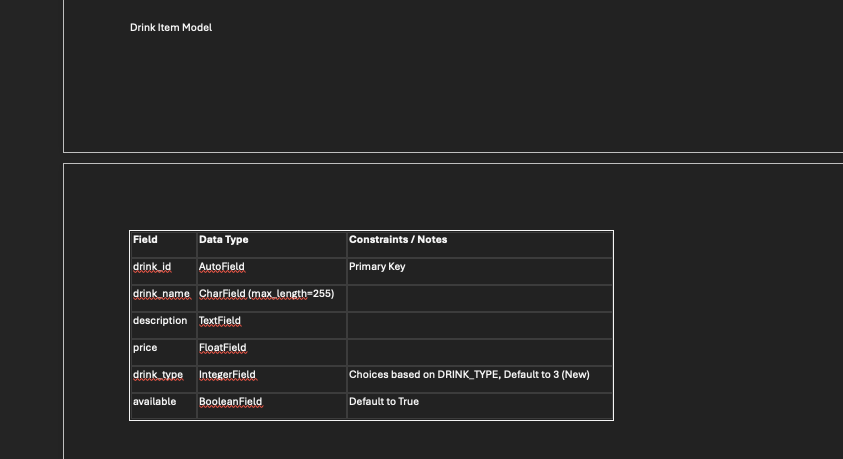 Drink Item Model
Field Data Type Constraints / Notes
drink_id AutoField Primary Key
drink_name CharField (max_length=255)
description TextField
price FloatField
drink_type IntegerField Choices based on DRINK_TYPE, Default to 3 (New)
available BooleanField Default to True